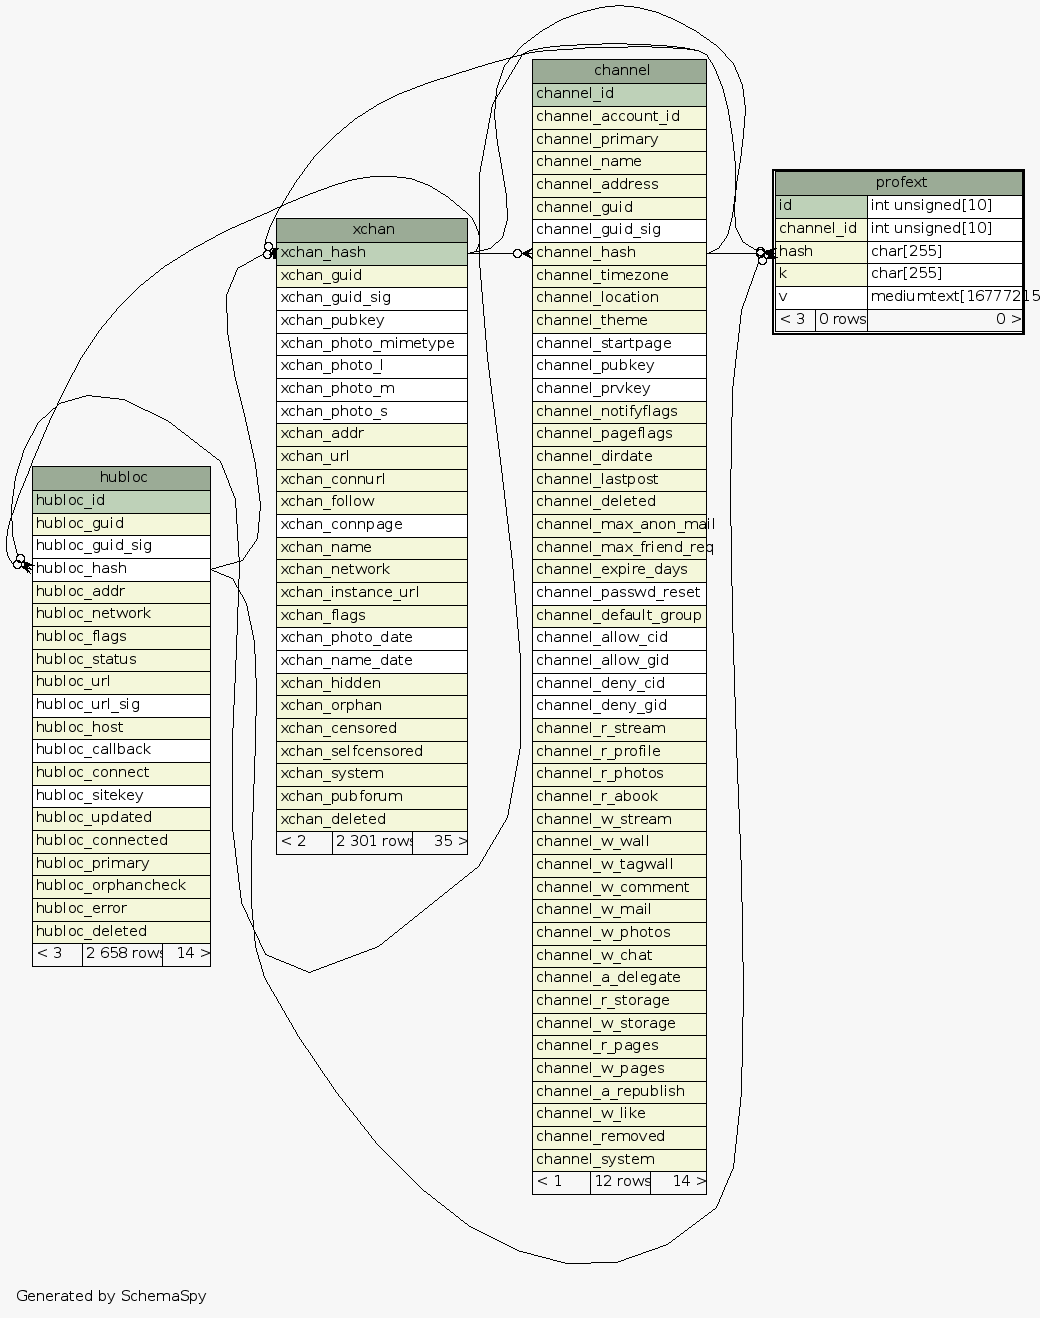 channel
channel_id
channel_account_id
channel_primary
channel_name
channel_address
channel_guid
channel_guid_sig
channel_hash
channel_timezone
channel_location
channel_theme
channel_startpage
channel_pubkey
channel_prvkey
channel_notifyflags
channel_pageflags
channel_dirdate
channel_lastpost
channel_deleted
channel_max_anon_mail
channel_max_friend_req
channel_expire_days
channel_passwd_reset
channel_default_group
channel_allow_cid
channel_allow_gid
channel_deny_cid
channel_deny_gid
channel_r_stream
channel_r_profile
channel_r_photos
channel_r_abook
channel_w_stream
channel_w_wall
channel_w_tagwall
channel_w_comment
channel_w_mail
channel_w_photos
channel_w_chat
channel_a_delegate
channel_r_storage
channel_w_storage
channel_r_pages
channel_w_pages
channel_a_republish
channel_w_like
channel_removed
channel_system
< 1 12 rows 14 >
profext
id int unsigned[10]
channel_id int unsigned[10]
hash char[255]
k char[255]
v mediumtext[16777215
< 3 0 rows 0 >
xchan
xchan_hash
xchan_guid
xchan_guid_sig
xchan_pubkey
xchan_photo_mimetype
xchan_photo_l
xchan_photo_m
xchan_photo_s
xchan_addr
xchan_url
xchan_connurl
xchan_follow
xchan_connpage
xchan_name
xchan_network
xchan_instance_url
xchan_flags
xchan_photo_date
xchan_name_date
xchan_hidden
xchan_orphan
xchan_censored
xchan_selfcensored
xchan_system
xchan_pubforum
xchan_deleted
< 2 2 301 rows 35 >
hubloc
hubloc_id
hubloc_guid
hubloc_guid_sig
hubloc_hash
hubloc_addr
hubloc_network
hubloc_flags
hubloc_status
hubloc_url
hubloc_url_sig
hubloc_host
hubloc_callback
hubloc_connect
hubloc_sitekey
hubloc_updated
hubloc_connected
hubloc_primary
hubloc_orphancheck
hubloc_error
hubloc_deleted
< 3 2 658 rows 14 >
Generated by SchemaSpy